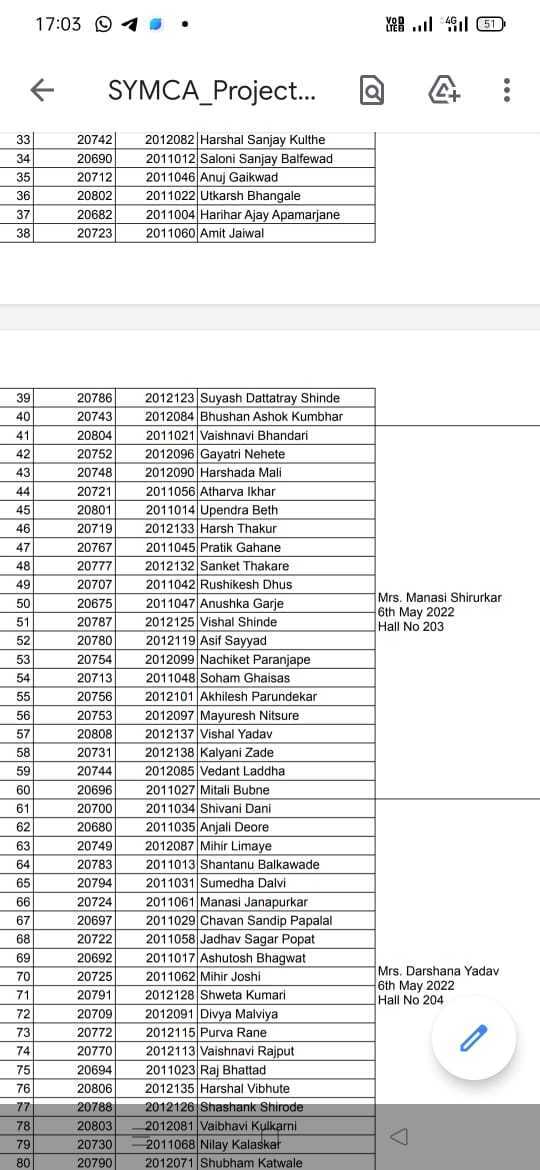 17:03 VoD LTE2 4G 51
SYMCA_Project...
33 20742 2012082 Harshal Sanjay Kulthe
34 20690 2011012 Saloni Sanjay Balfewad
35 20712 2011046 Anuj Gaikwad
36 20802 2011022 Utkarsh Bhangale
37 20682 2011004 Harihar Ajay Apamarjane
38 20723 2011060 Amit Jaiwal
39 20786 2012123 Suyash Dattatray Shinde
40 20743 2012084 Bhushan Ashok Kumbhar
41 20804 2011021 Vaishnavi Bhandari
42 20752 2012096 Gayatri Nehete
43 20748 2012090 Harshada Mali
44 20721 2011056 Atharva Ikhar
45 20801 2011014 Upendra Beth
46 20719 2012133 Harsh Thakur
47 20767 2011045 Pratik Gahane
48 20777 2012132 Sanket Thakare
49 20707 2011042 Rushikesh Dhus
50 20675 2011047 Anushka Garje
51 20787 2012125 Vishal Shinde
52 20780 2012119 Asif Sayyad
53 20754 2012099 Nachiket Paranjape
54 20713 2011048 Soham Ghaisas
55 20756 2012101 Akhilesh Parundekar
56 20753 2012097 Mayuresh Nitsure
57 20808 2012137 Vishal Yadav
58 20731 2012138 Kalyani Zade
59 20744 2012085 Vedant Laddha
60 20696 2011027 Mitali Bubne
Mrs. Manasi Shirurkar
6th May 2022
Hall No 203
61 20700 2011034 Shivani Dani
62 20680 2011035 Anjali Deore
63 20749 2012087 Mihir Limaye
64 20783 2011013 Shantanu Balkawade
65 20794 2011031 Sumedha Dalvi
66 20724 2011061 Manasi Janapurkar
67 20697 2011029 Chavan Sandip Papalal
68 20722 2011058 Jadhav Sagar Popat
69 20692 2011017 Ashutosh Bhagwat
70 20725 2011062 Mihir Joshi
71 20791 2012128 Shweta Kumari
72 20709 2012091 Divya Malviya
73 20772 2012115 Purva Rane
74 20770 2012113 Vaishnavi Rajput
75 20694 2011023 Raj Bhattad
76 20806 2012135 Harshal Vibhute
77 20788 2012126 Shashank Shirode
78 20803 2012081 Vaibhavi Kulkarni
79 20730 2011068 Nilay Kalaskar
80 20790 2012071 Shubham Katwale
Mrs. Darshana Yadav
6th May 2022
Hall No 204